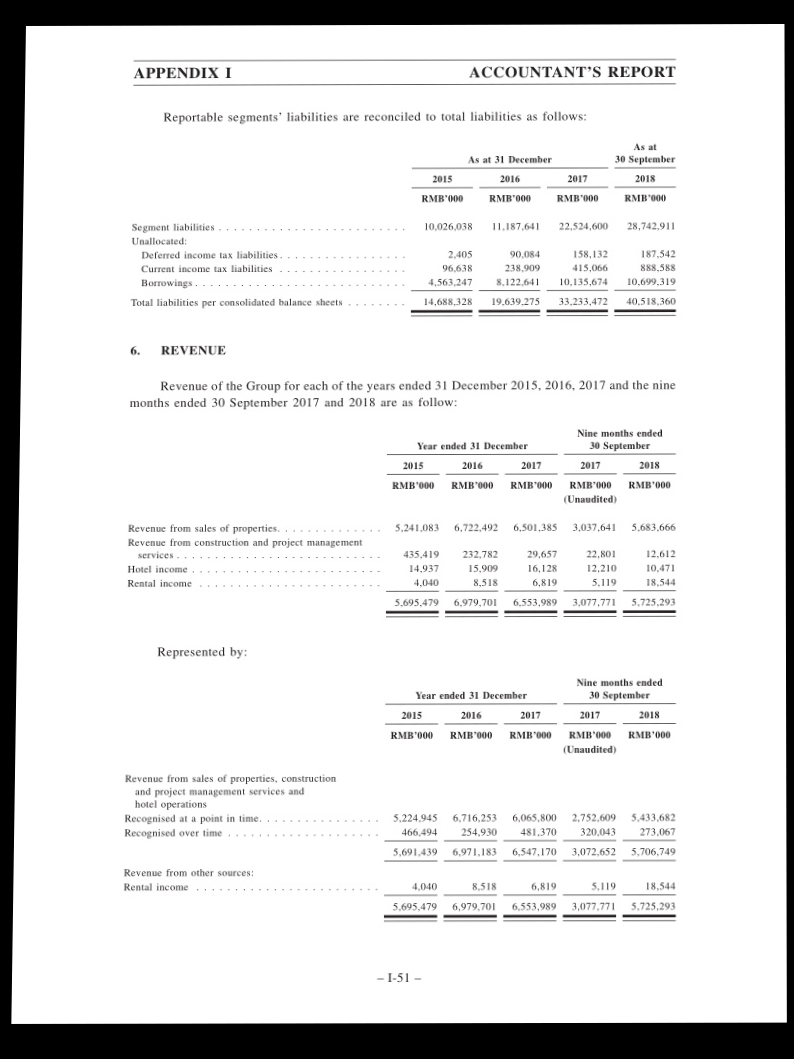 APPENDIX I ACCOUNTANT'S REPORT
Reportable segments' liabilities are reconciled to total liabilities as follows:
As at
As at 31 December 30 September
2015 2016 2017 2018
RMB'000 RMB'000 RMB'000 RMB'000
Segment liabilities . . . . . . . . . . . . . . . . . . . . . . . . . 10,026,038 11,187,641 22,524,600 28,742,911
Unallocated:
Deferred income tax liabilities . . . . . . . . . . . . . . . . . 2,405 90,084 158,132 187,542
Current income tax liabilities . . . . . . . . . . . . . . . . . 96,638 238,909 415,066 888,588
Borrowings . . . . . . . . . . . . . . . . . . . . . . . . . . . . 4,563,247 8,122,641 10,135,674 10,699,319
Total liabilities per consolidated balance sheets . . . . . . . . 14,688,328 19,639,275 33,233,472 40,518,360
6. REVENUE
Revenue of the Group for each of the years ended 31 December 2015, 2016, 2017 and the nine
months ended 30 September 2017 and 2018 are as follow:
Nine months ended
Year ended 31 December 30 September
2015 2016 2017 2017 2018
RMB'000 RMB'000 RMB'000 RMB'000 RMB'000
(Unaudited)
Revenue from sales of properties. . . . . . . . . . . . . . 5,241,083 6,722,492 6,501,385 3,037,641 5,683,666
Revenue from construction and project management
services . . . . . . . . . . . . . . . . . . . . . . . . . . . 435,419 232,782 29,657 22,801 12,612
Hotel income . . . . . . . . . . . . . . . . . . . . . . . . . 14,937 15,909 16,128 12,210 10,471
Rental income . . . . . . . . . . . . . . . . . . . . . . . . 4,040 8,518 6,819 5,119 18,544
5,695,479 6,979,701 6,553,989 3,077,771 5,725,293
Represented by:
Nine months ended
Year ended 31 December 30 September
2015 2016 2017 2017 2018
RMB'000 RMB'000 RMB'000 RMB'000 RMB'000
(Unaudited)
Revenue from sales of properties, construction
and project management services and
hotel operations
Recognised at a point in time. . . . . . . . . . . . . . . . 5,224,945 6,716,253 6,065,800 2,752,609 5,433,682
Recognised over time . . . . . . . . . . . . . . . . . . . . 466,494 254,930 481,370 320,043 273,067
5,691,439 6,971,183 6,547,170 3,072,652 5,706,749
Revenue from other sources:
Rental income . . . . . . . . . . . . . . . . . . . . . . . . 4,040 8,518 6,819 5,119 18,544
5,695,479 6,979,701 6,553,989 3,077,771 5,725,293
– I-51 –